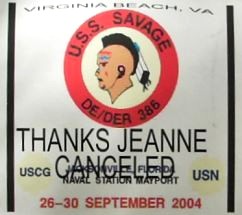 VIRGINIA BEACH, VA
U.S.S. SAVAGE
DE/DER 386
THANKS JEANNE
CANCELED
JACKSONVILLE, FLORIDA
USCG
USN
NAVAL STATION MAYPORT
26-30 SEPTEMBER 2004